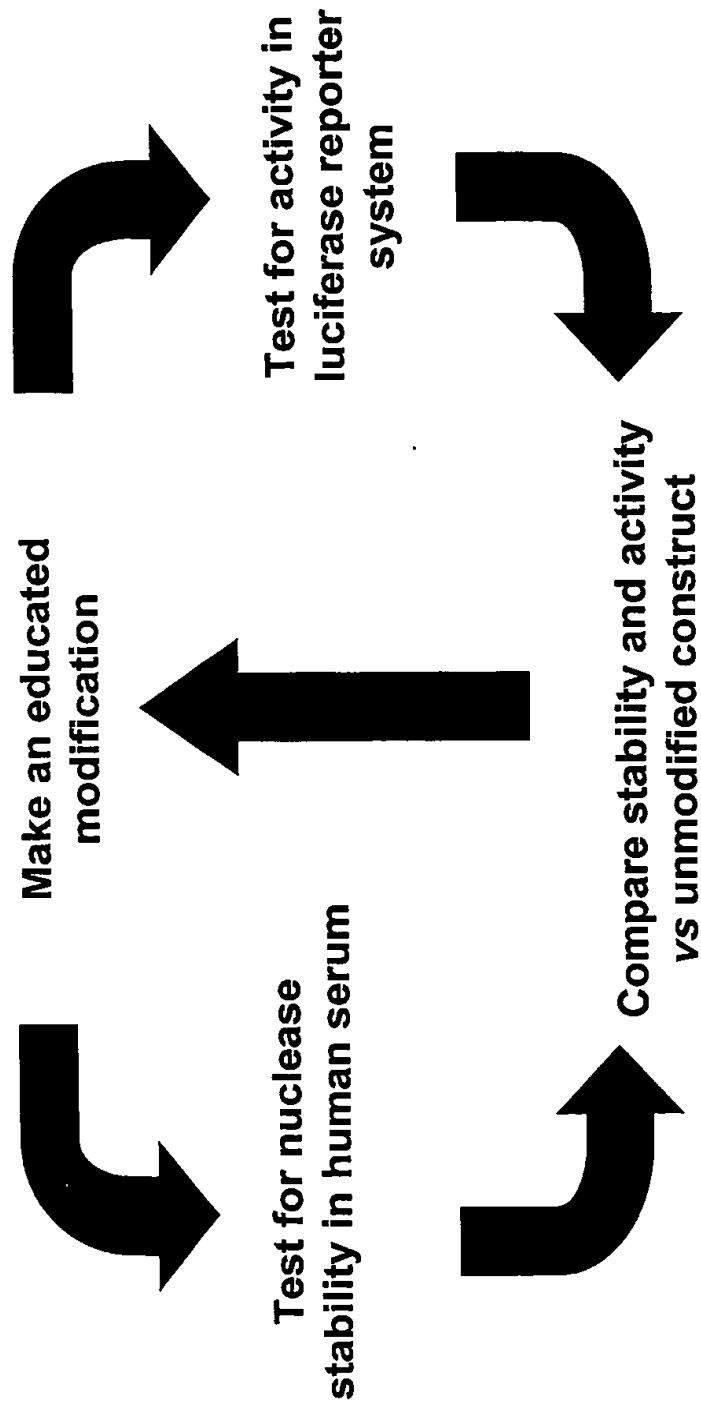 Make an educated
modification
Test for nuclease
stability in human serum
Test for activity in
luciferase reporter
system
Compare stability and activity
vs unmodified construct